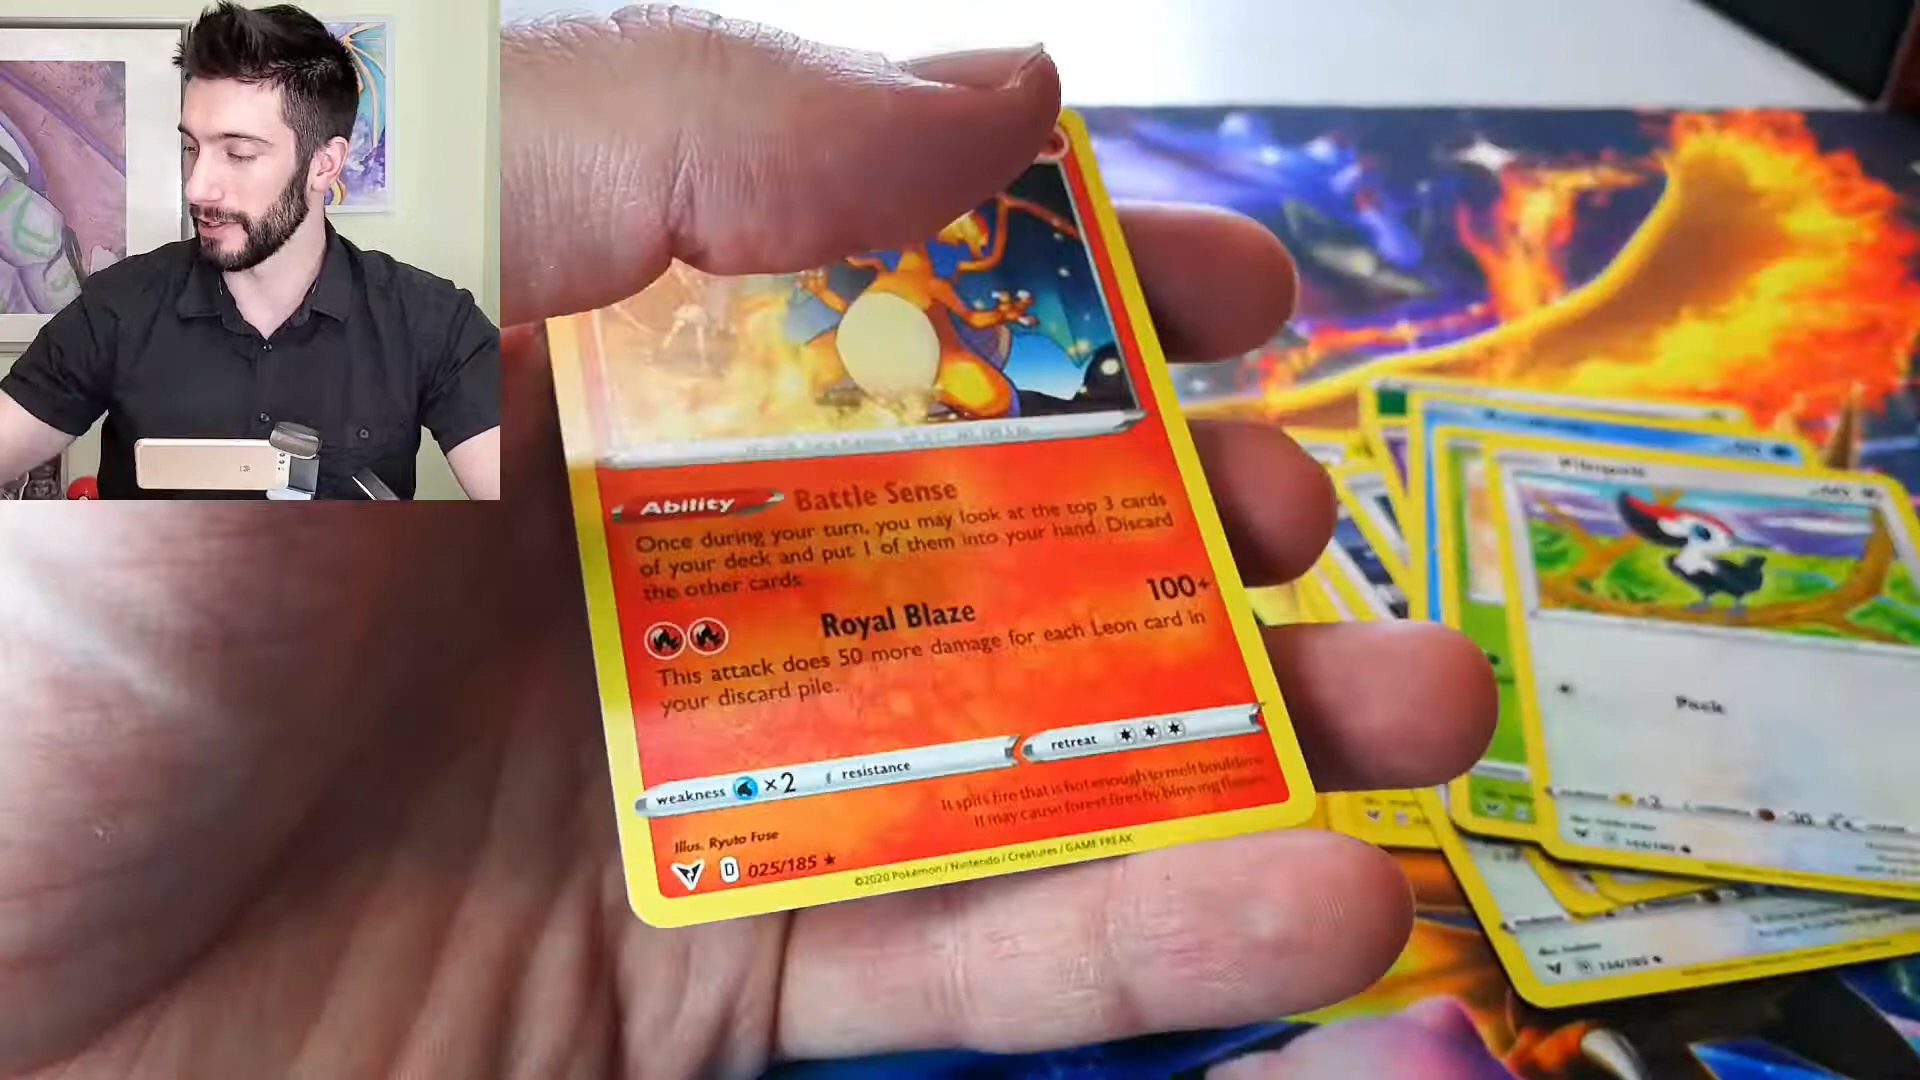 Ability Battle Sense
Once during your turn, you may look at the top 3 cards
of your deck and put 1 of them into your hand. Discard
the other cards.
Royal Blaze 100+
This attack does 50 more damage for each Leon card in
your discard pile.
weakness ×2 resistance
retreat
It spits fire that is hot enough to melt boulders.
It may cause forest fires by blowing flames.
Illus. Ryuto Fuse
D 025/185
©2020 Pokémon / Nintendo / Creatures / GAME FREAK
Pikipek
Peck
×2
-30